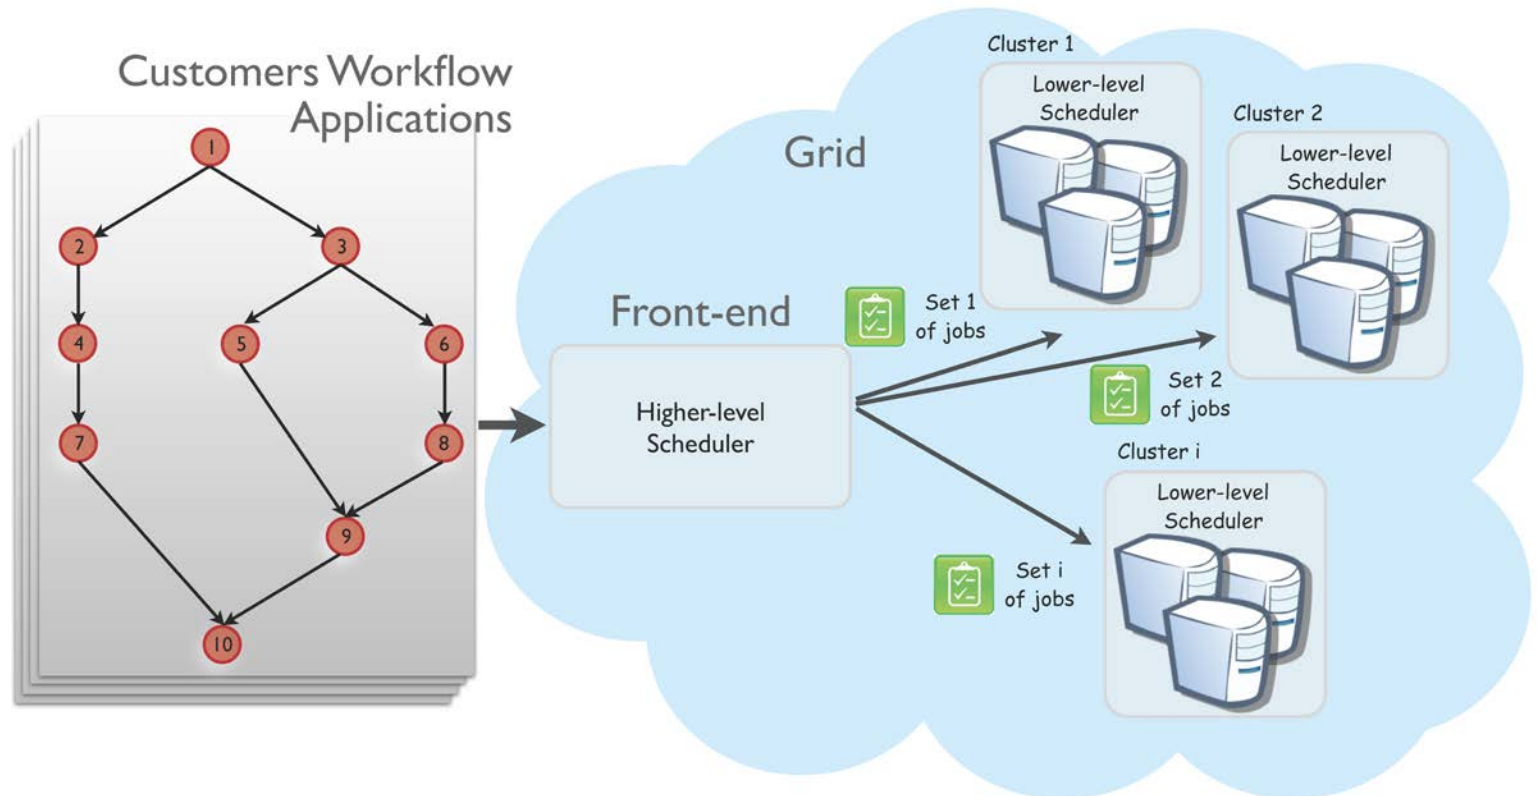 Customers Workflow
Applications
1
2
3
4
5
6
7
8
9
10
Grid
Front-end
Higher-level
Scheduler
Set 1
of jobs
Set 2
of jobs
Set i
of jobs
Cluster 1
Lower-level
Scheduler
Cluster 2
Lower-level
Scheduler
Cluster i
Lower-level
Scheduler